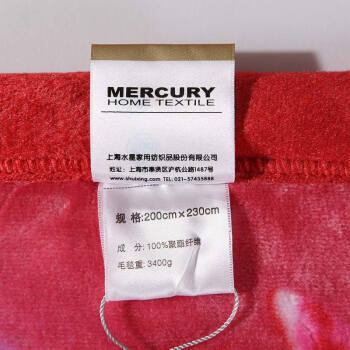 MERCURY
HOME TEXTILE
上海水星家用纺织品股份有限公司
地址：上海市奉贤区沪杭公路1487号
www.shuixing.com TEL:021-57435888
规 格:200cm×230cm
成 分: 100%聚酯纤维
毛毯重: 3400g